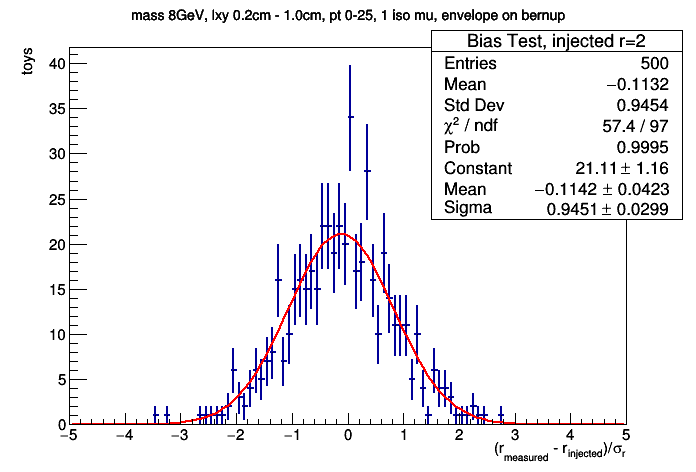 mass 8GeV, lxy 0.2cm - 1.0cm, pt 0-25, 1 iso mu, envelope on bernup
toys
Bias Test, injected r=2
Entries 500
Mean −0.1132
Std Dev 0.9454
χ² / ndf 57.4 / 97
Prob 0.9995
Constant 21.11 ± 1.16
Mean −0.1142 ± 0.0423
Sigma 0.9451 ± 0.0299
40
35
30
25
20
15
10
5
0
−5 −4 −3 −2 −1 0 1 2 3 4 5
(r_measured - r_injected)/σ_r